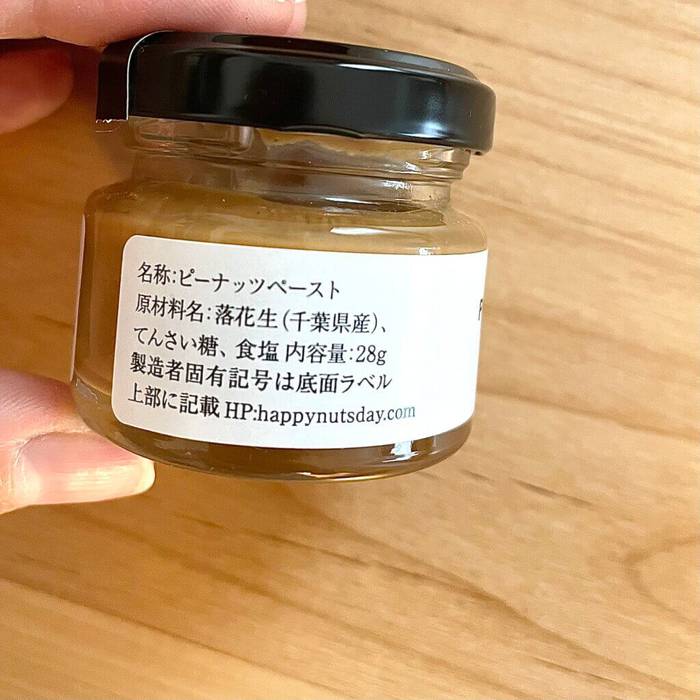 名称:ピーナッツペースト
原材料名:落花生(千葉県産)、
てんさい糖、食塩 内容量:28g
製造者固有記号は底面ラベル
上部に記載 HP:happynutsday.com